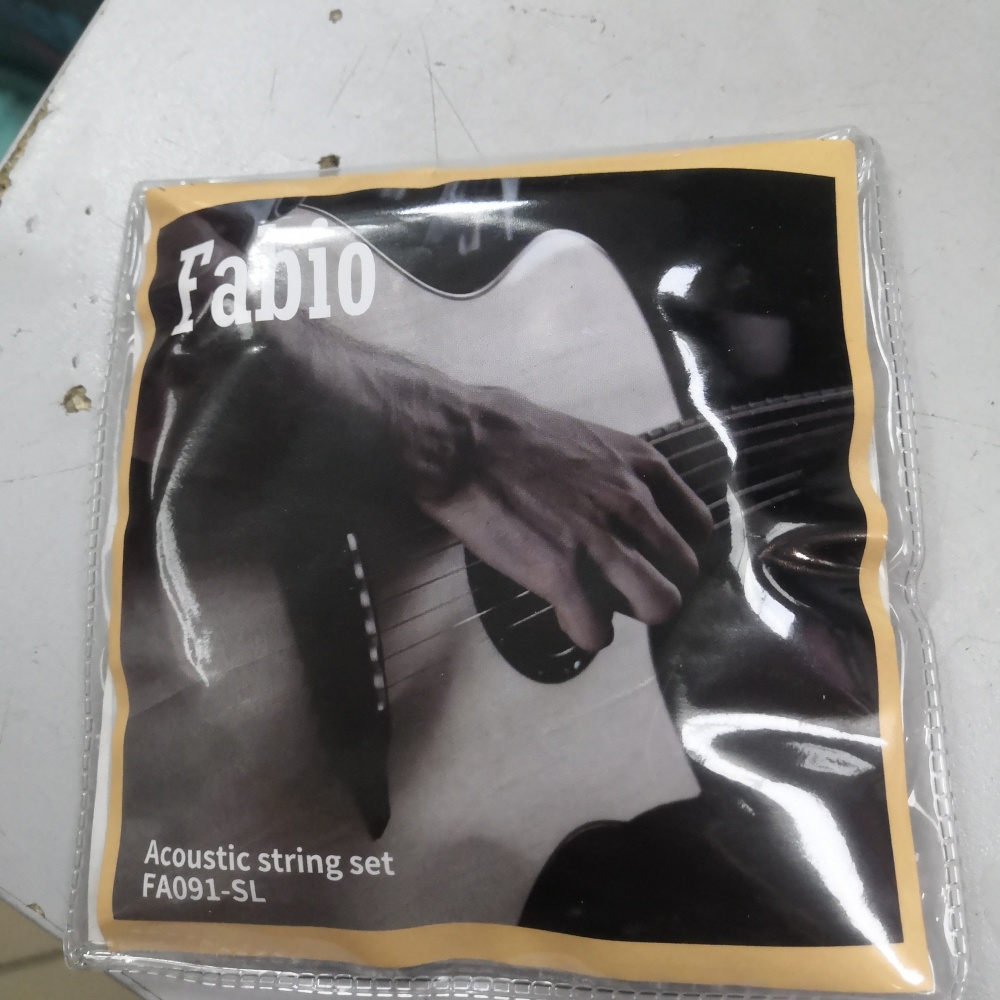 Fabio
Acoustic string set
FA091-SL